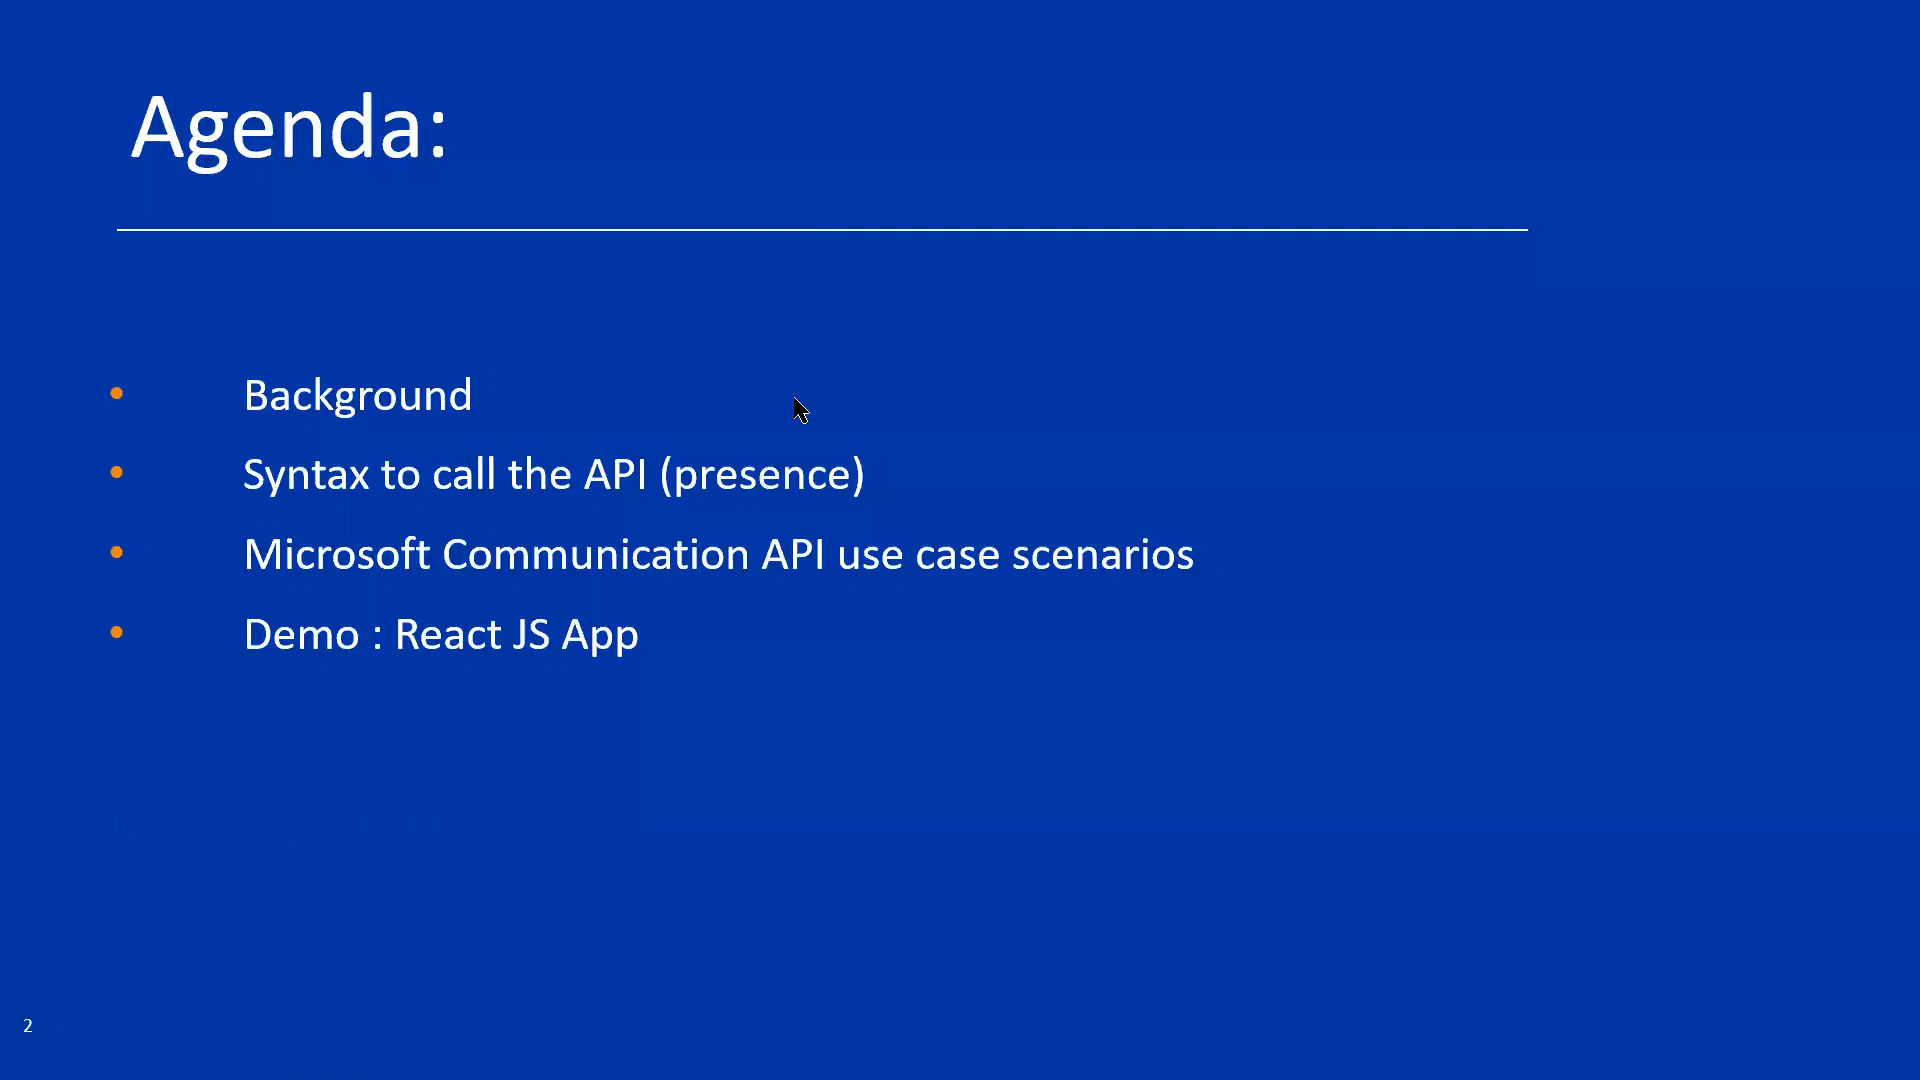 Agenda:
• Background
• Syntax to call the API (presence)
• Microsoft Communication API use case scenarios
• Demo : React JS App
2